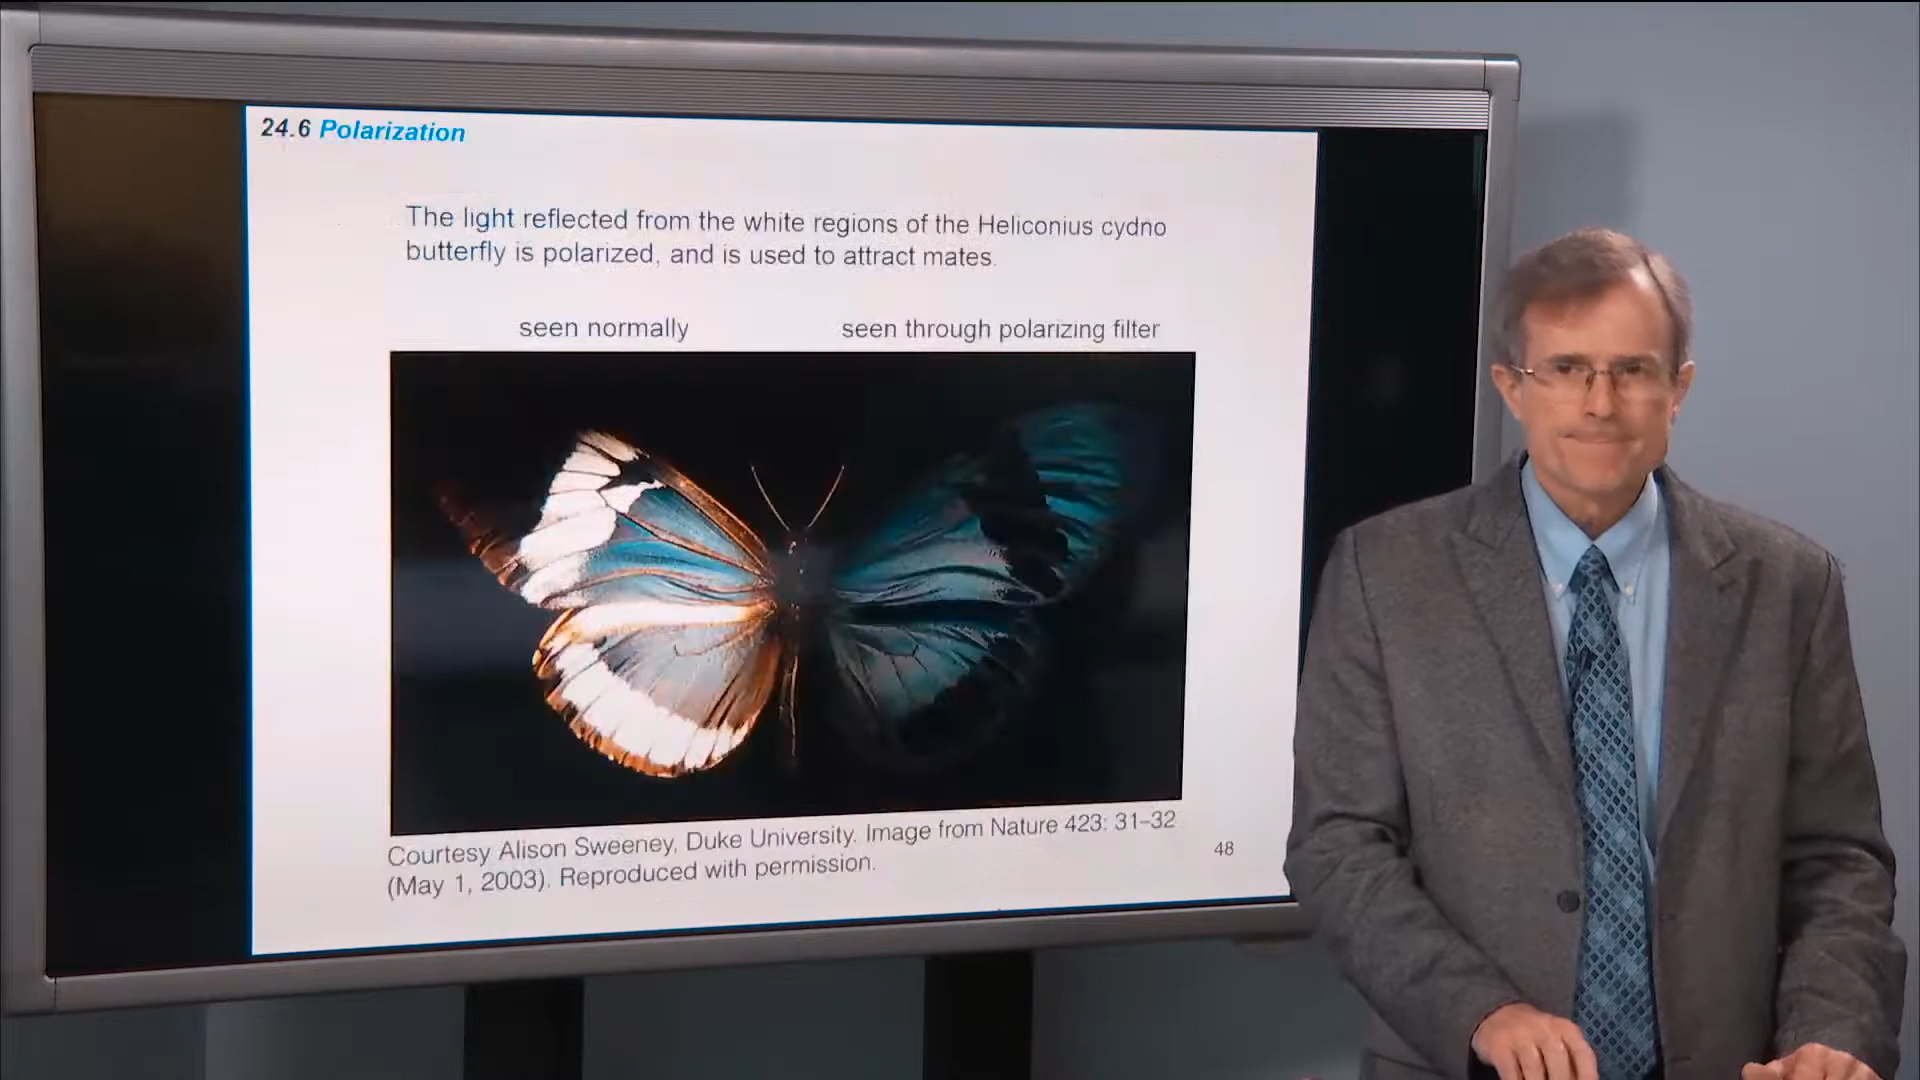 24.6 Polarization
The light reflected from the white regions of the Heliconius cydno
butterfly is polarized, and is used to attract mates.
seen normally
seen through polarizing filter
Courtesy Alison Sweeney, Duke University. Image from Nature 423: 31–32
(May 1, 2003). Reproduced with permission.
48